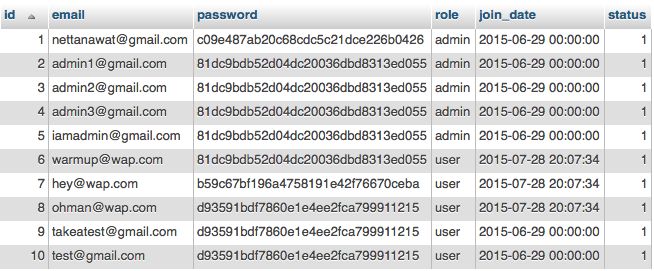 id email password role join_date status
1 nettanawat@gmail.com c09e487ab20c68cdc5c21dce226b0426 admin 2015-06-29 00:00:00 1
2 admin1@gmail.com 81dc9bdb52d04dc20036dbd8313ed055 admin 2015-06-29 00:00:00 1
3 admin2@gmail.com 81dc9bdb52d04dc20036dbd8313ed055 admin 2015-06-29 00:00:00 1
4 admin3@gmail.com 81dc9bdb52d04dc20036dbd8313ed055 admin 2015-06-29 00:00:00 1
5 iamadmin@gmail.com 81dc9bdb52d04dc20036dbd8313ed055 admin 2015-06-29 00:00:00 1
6 warmup@wap.com 81dc9bdb52d04dc20036dbd8313ed055 user 2015-07-28 20:07:34 1
7 hey@wap.com b59c67bf196a4758191e42f76670ceba user 2015-07-28 20:07:34 1
8 ohman@wap.com d93591bdf7860e1e4ee2fca799911215 user 2015-07-28 20:07:34 1
9 takeatest@gmail.com d93591bdf7860e1e4ee2fca799911215 user 2015-06-29 00:00:00 1
10 test@gmail.com d93591bdf7860e1e4ee2fca799911215 user 2015-06-29 00:00:00 1